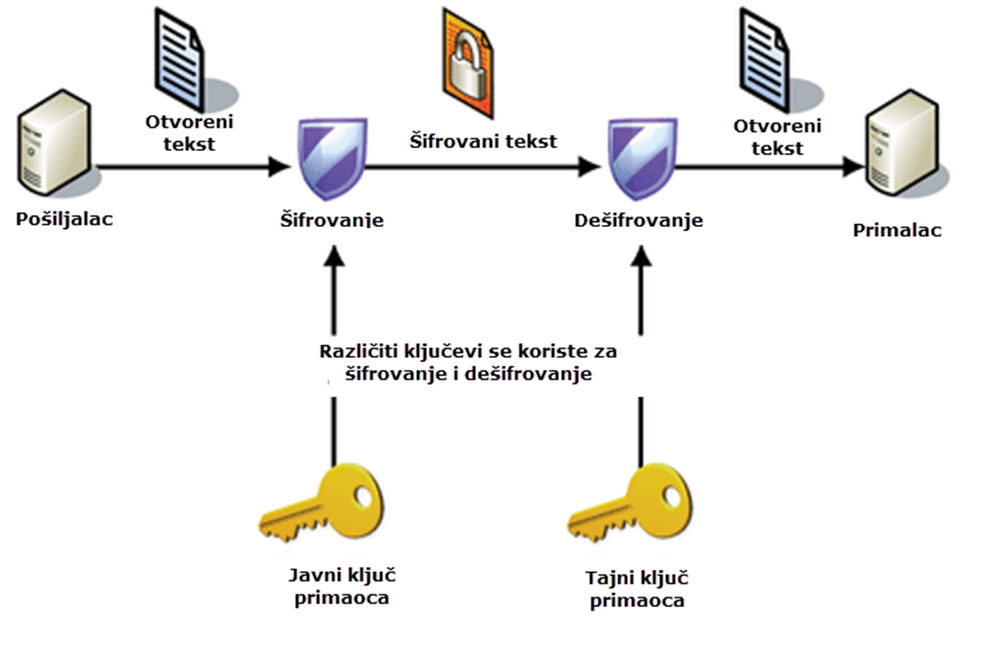 Otvoreni
tekst
Šifrovani tekst
Otvoreni
tekst
Pošiljalac
Šifrovanje
Dešifrovanje
Primalac
Različiti ključevi se koriste za
šifrovanje i dešifrovanje
Javni ključ
primaoca
Tajni ključ
primaoca